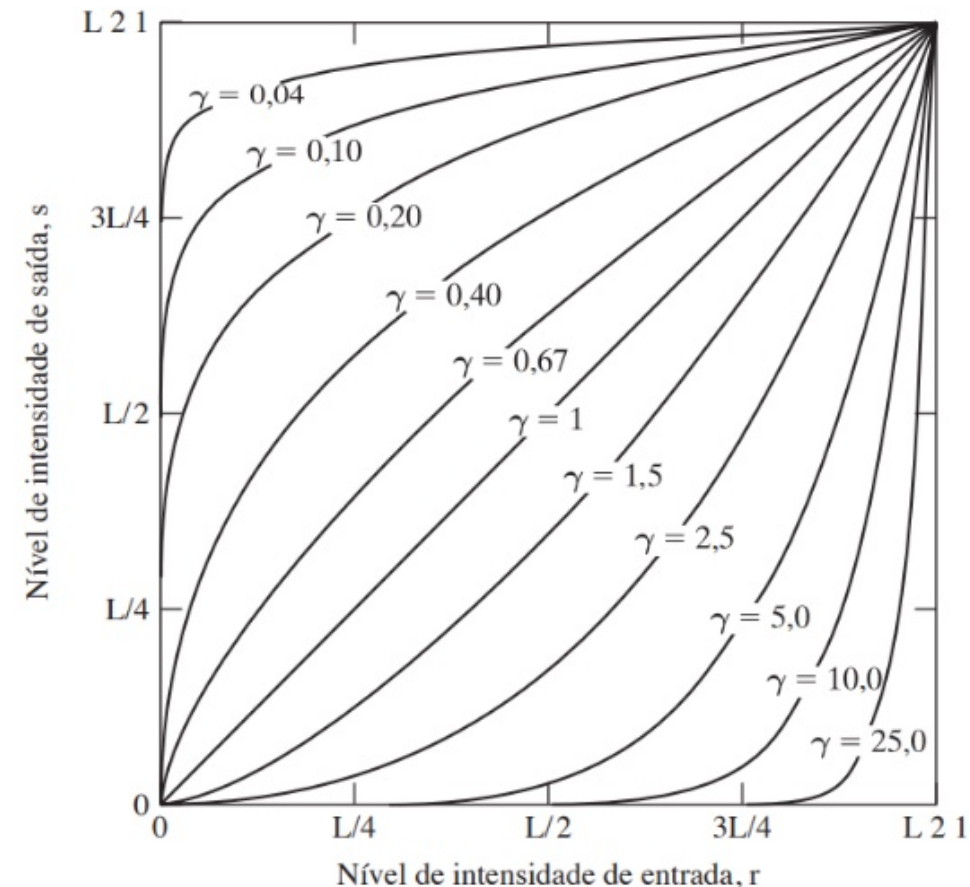 L 2 1
γ = 0,04
γ = 0,10
3L/4
γ = 0,20
γ = 0,40
γ = 0,67
L/2
γ = 1
γ = 1,5
γ = 2,5
L/4
γ = 5,0
γ = 10,0
γ = 25,0
0
0 L/4 L/2 3L/4 L 2 1
Nível de intensidade de saída, s
Nível de intensidade de entrada, r